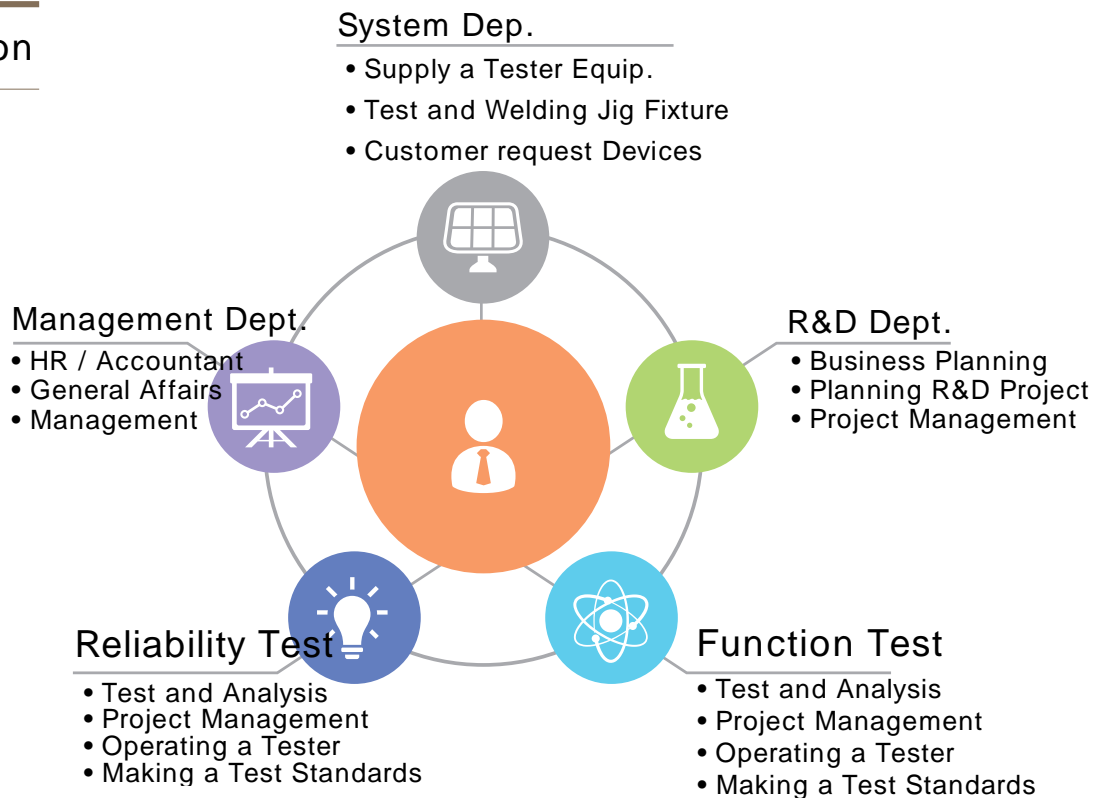 on
System Dep.
• Supply a Tester Equip.
• Test and Welding Jig Fixture
• Customer request Devices
Management Dept.
• HR / Accountant
• General Affairs
• Management
R&D Dept.
• Business Planning
• Planning R&D Project
• Project Management
Reliability Test
• Test and Analysis
• Project Management
• Operating a Tester
• Making a Test Standards
Function Test
• Test and Analysis
• Project Management
• Operating a Tester
• Making a Test Standards